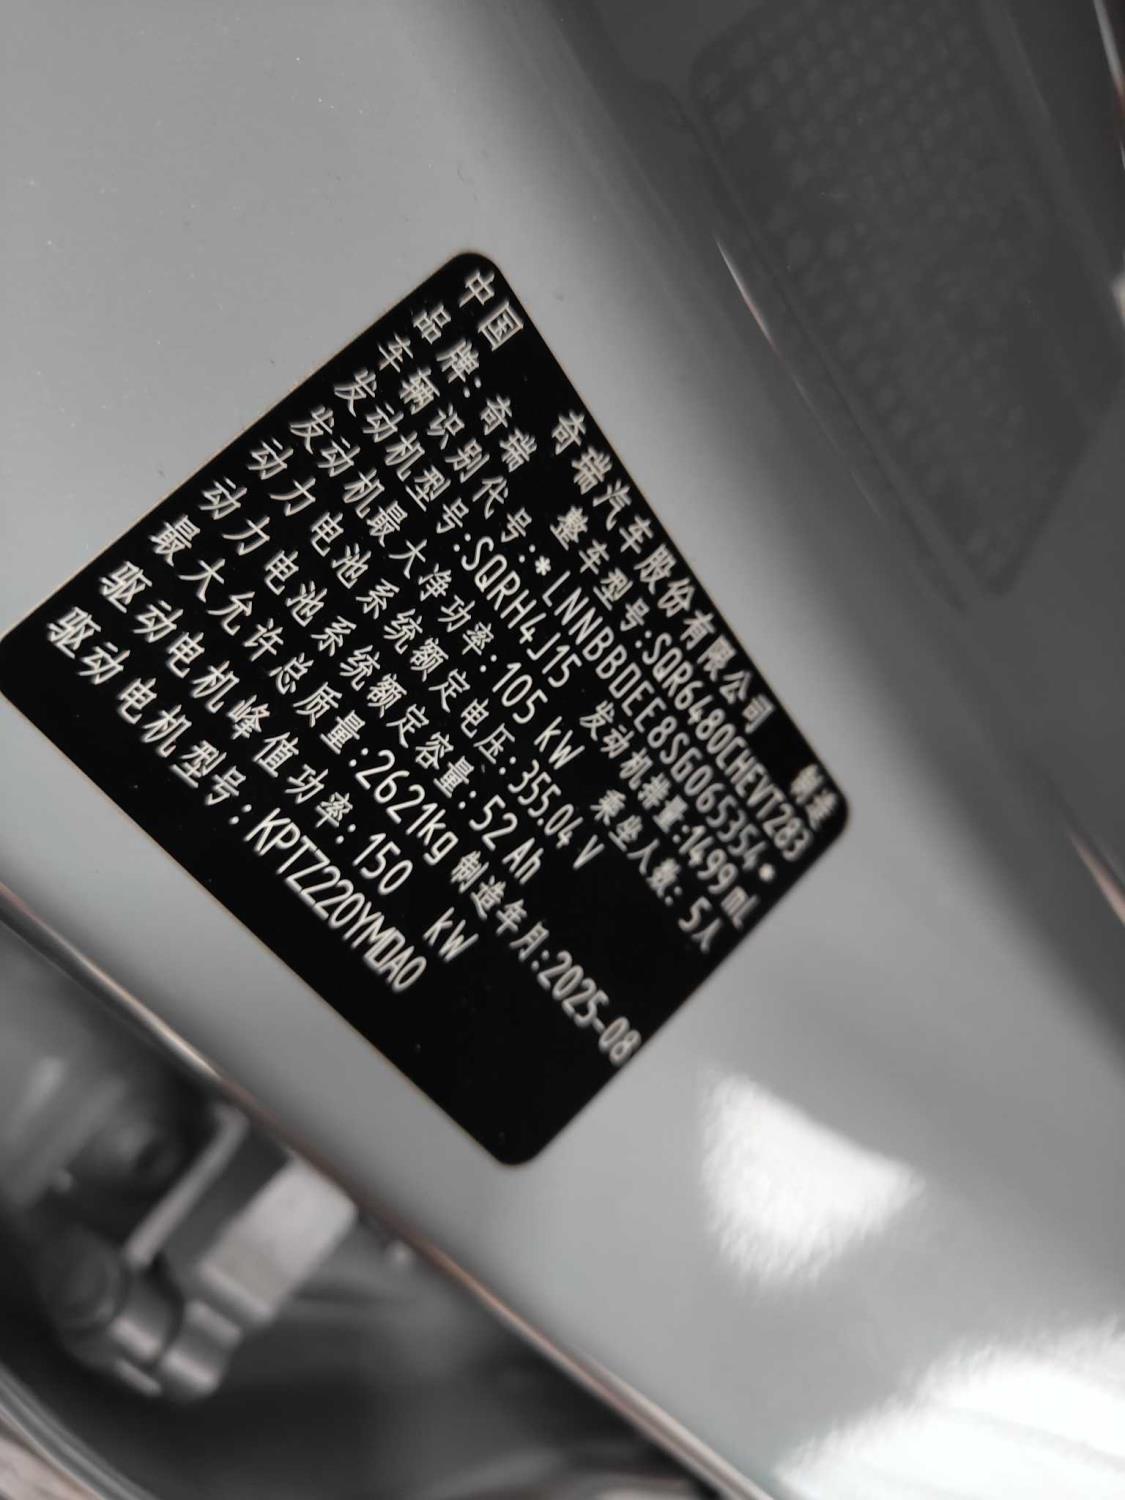 中国 奇瑞汽车股份有限公司 制造
品牌:奇瑞 整车型号:SQR6480CHEVT283
车辆识别代号:*LNNBBDEE8SG065354*
发动机型号:SQRH4J15 发动机排量:1499mL
发动机最大净功率:105 kW 乘坐人数:5人
动力电池系统额定电压:355.04 V
动力电池系统额定容量:52 Ah
最大允许总质量:2621kg 制造年月:2025-08
驱动电机峰值功率:150 kW
驱动电机型号:KPTZ220YMDA0